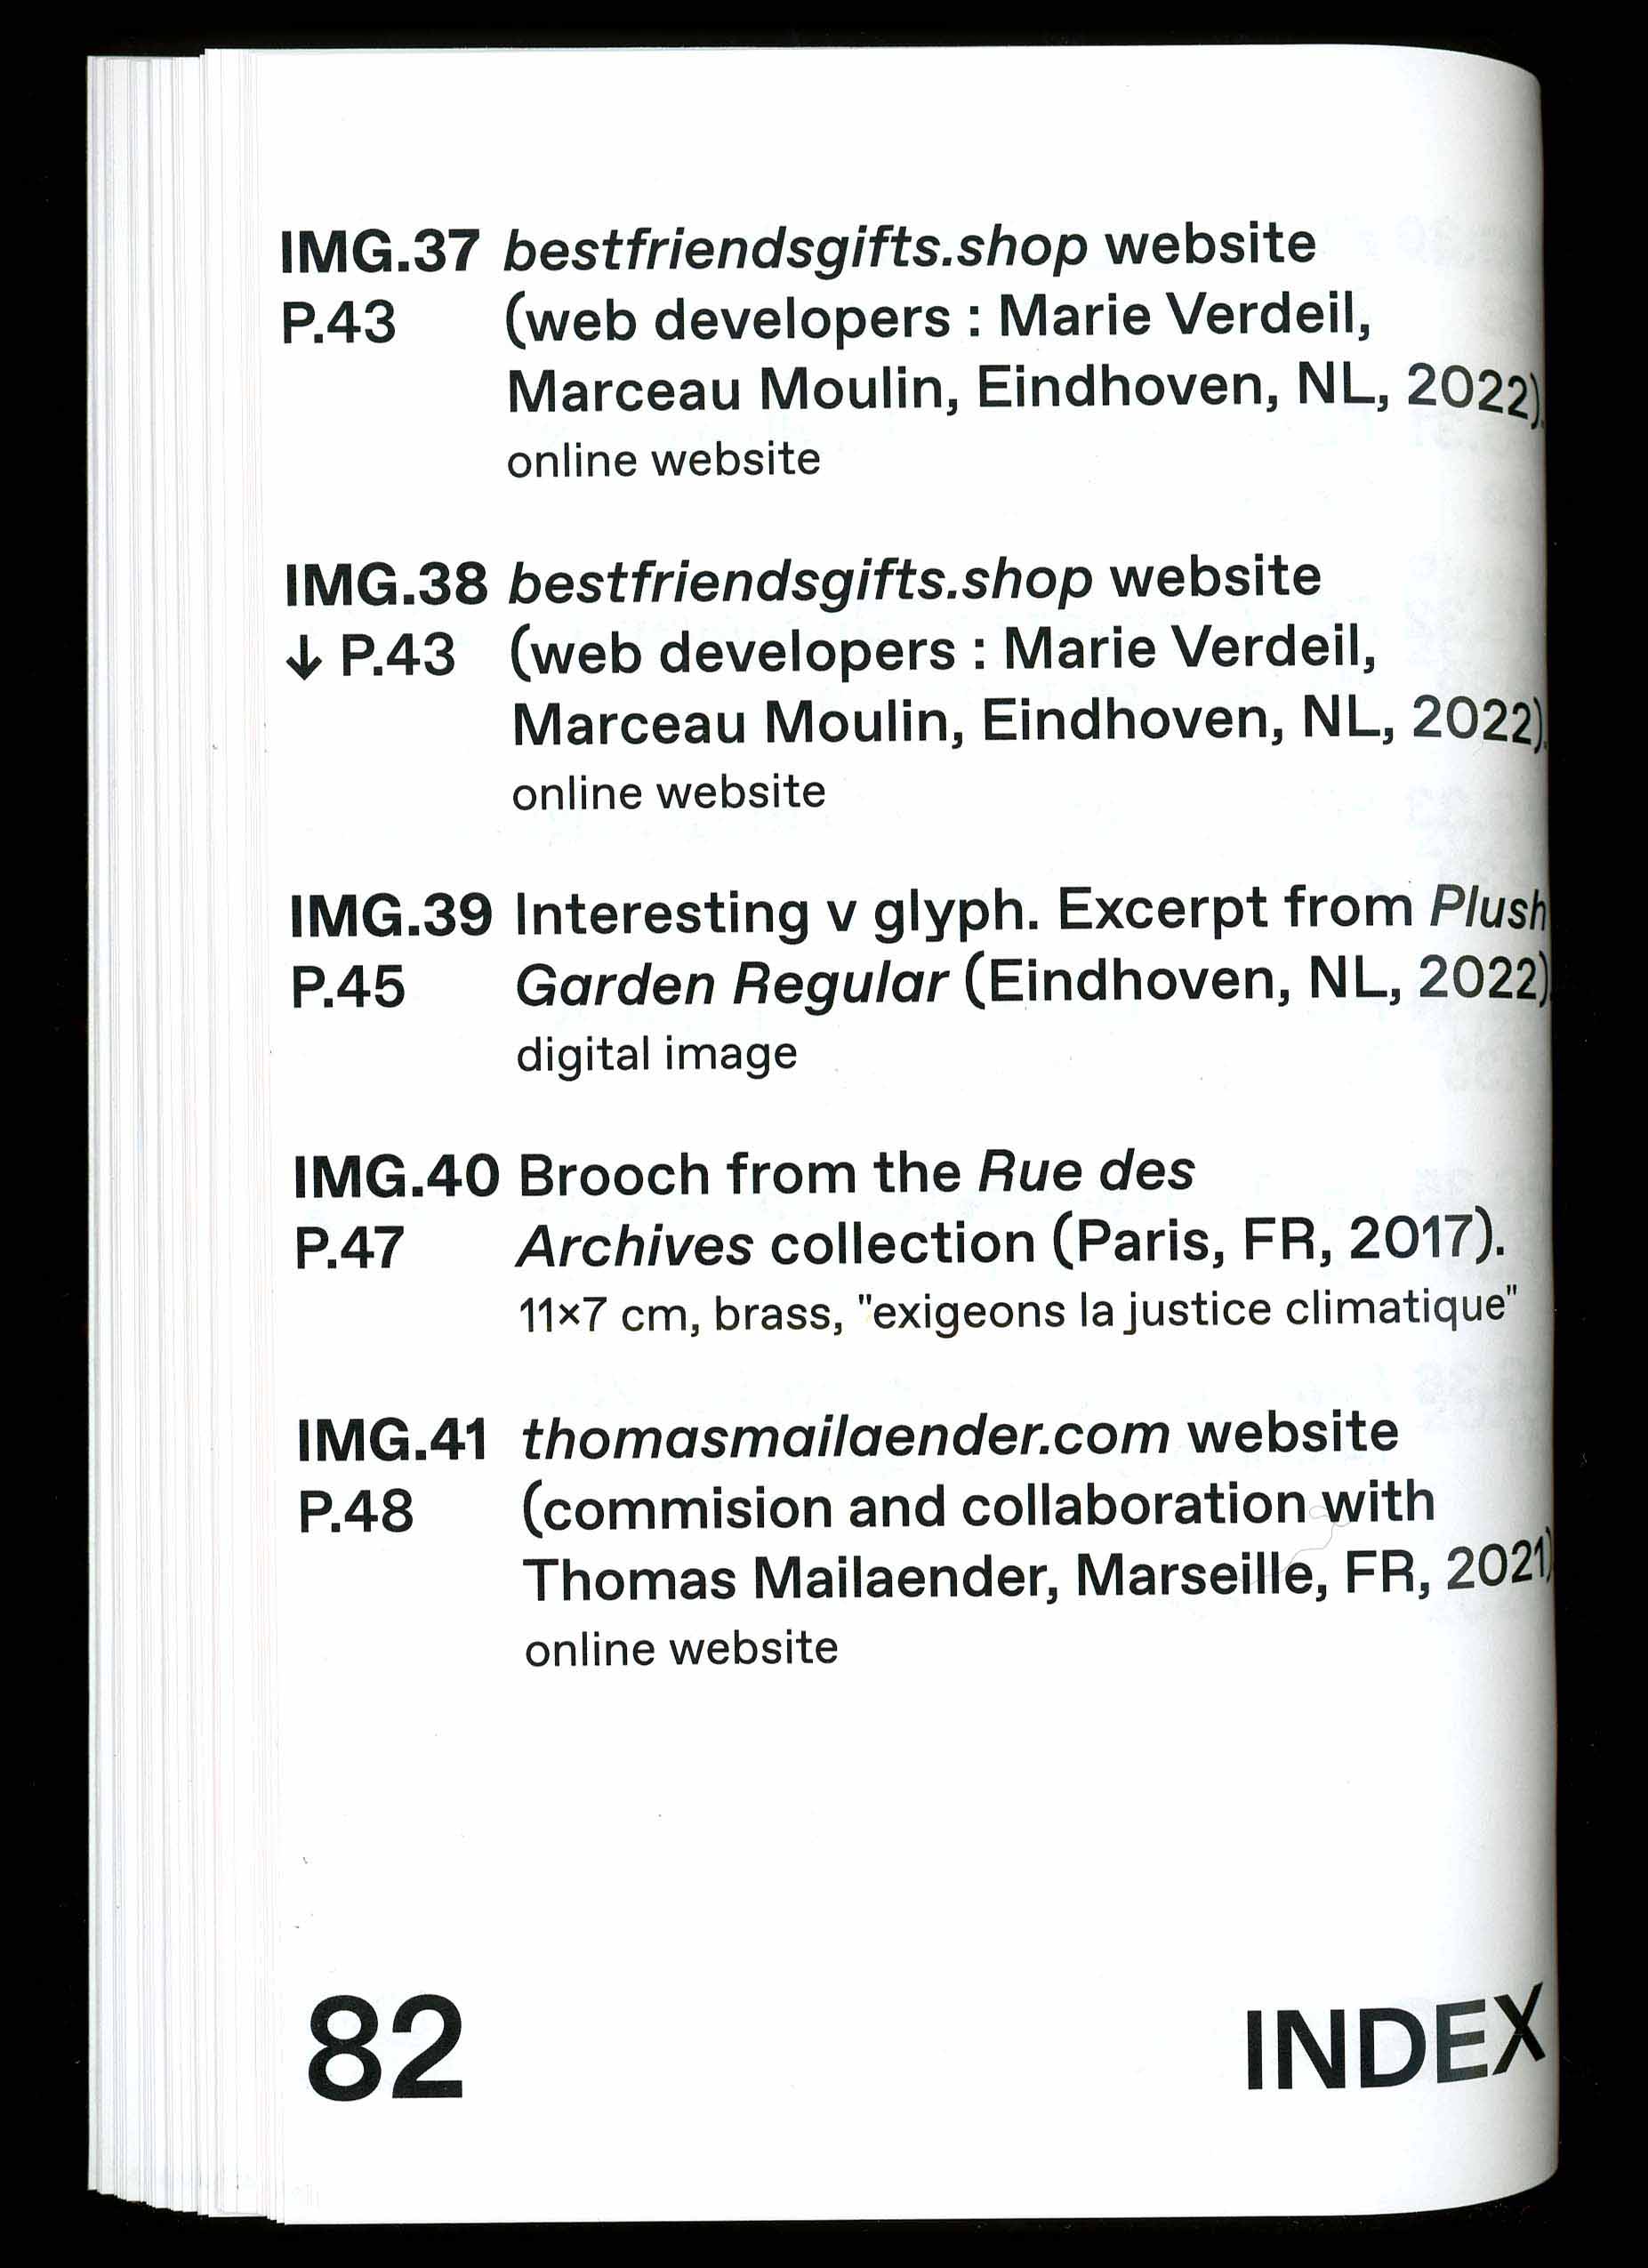 IMG.37 bestfriendsgifts.shop website
P.43 (web developers : Marie Verdeil,
Marceau Moulin, Eindhoven, NL, 2022).
online website
IMG.38 bestfriendsgifts.shop website
↓ P.43 (web developers : Marie Verdeil,
Marceau Moulin, Eindhoven, NL, 2022).
online website
IMG.39 Interesting v glyph. Excerpt from Plush
P.45 Garden Regular (Eindhoven, NL, 2022)
digital image
IMG.40 Brooch from the Rue des
P.47 Archives collection (Paris, FR, 2017).
11×7 cm, brass, "exigeons la justice climatique"
IMG.41 thomasmailaender.com website
P.48 (commision and collaboration with
Thomas Mailaender, Marseille, FR, 2021)
online website
82 INDEX